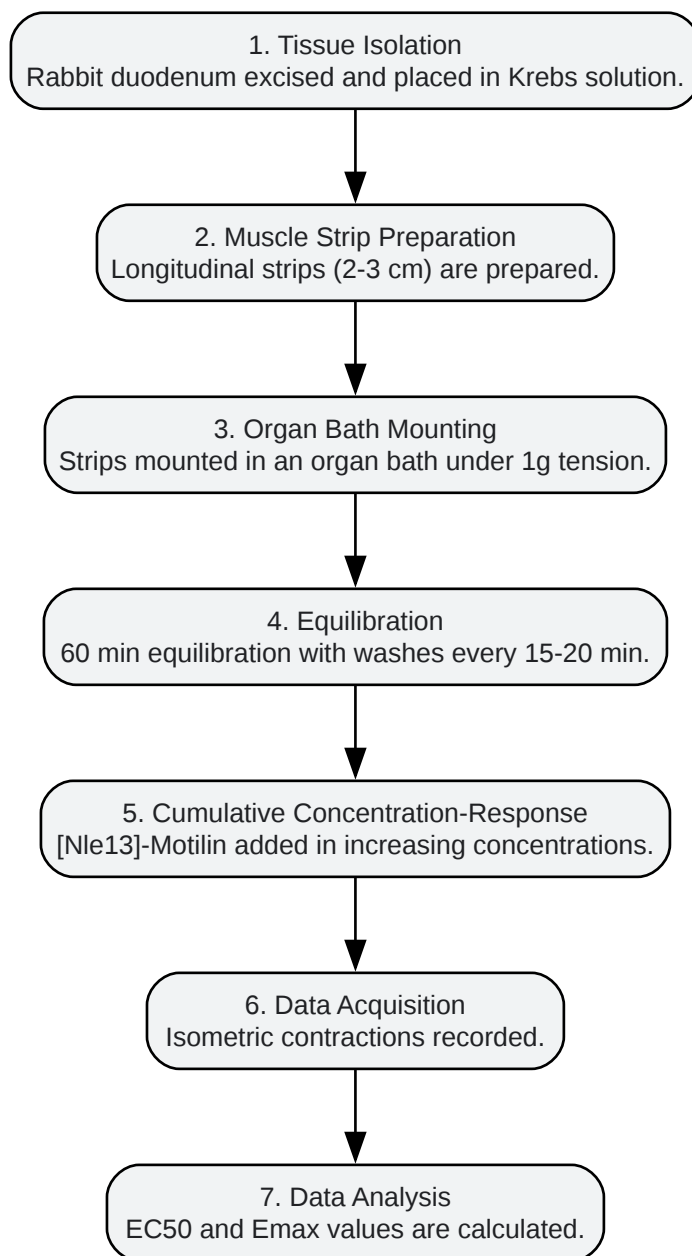 1. Tissue Isolation
Rabbit duodenum excised and placed in Krebs solution.
2. Muscle Strip Preparation
Longitudinal strips (2-3 cm) are prepared.
3. Organ Bath Mounting
Strips mounted in an organ bath under 1g tension.
4. Equilibration
60 min equilibration with washes every 15-20 min.
5. Cumulative Concentration-Response
[Nle13]-Motilin added in increasing concentrations.
6. Data Acquisition
Isometric contractions recorded.
7. Data Analysis
EC50 and Emax values are calculated.